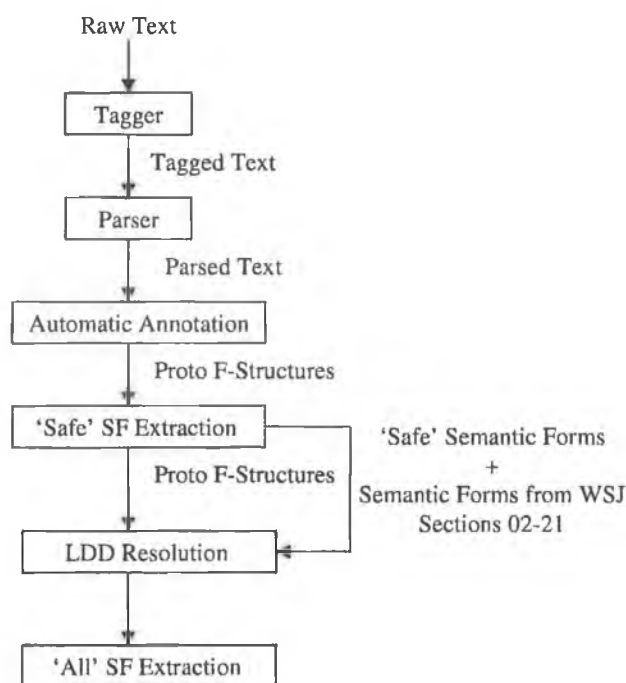 Raw Text
Tagger
Tagged Text
Parser
Parsed Text
Automatic Annotation
Proto F-Structures
'Safe' SF Extraction
Proto F-Structures
'Safe' Semantic Forms
+
Semantic Forms from WSJ
Sections 02-21
LDD Resolution
'All' SF Extraction